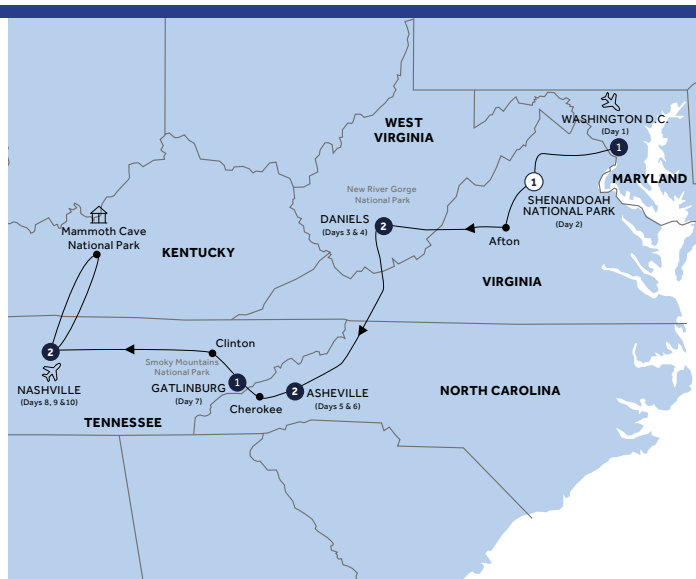 WASHINGTON D.C.
(Day 1)
1
WEST
VIRGINIA
MARYLAND
1
New River Gorge
National Park
SHENANDOAH
NATIONAL PARK
(Day 2)
DANIELS
(Days 3 & 4)
2
Afton
Mammoth Cave
National Park
KENTUCKY
VIRGINIA
Clinton
2
Smoky Mountains
National Park
NASHVILLE
(Days 8, 9 &10)
GATLINBURG
(Day 7)
1
2
ASHEVILLE
(Days 5 & 6)
NORTH CAROLINA
Cherokee
TENNESSEE